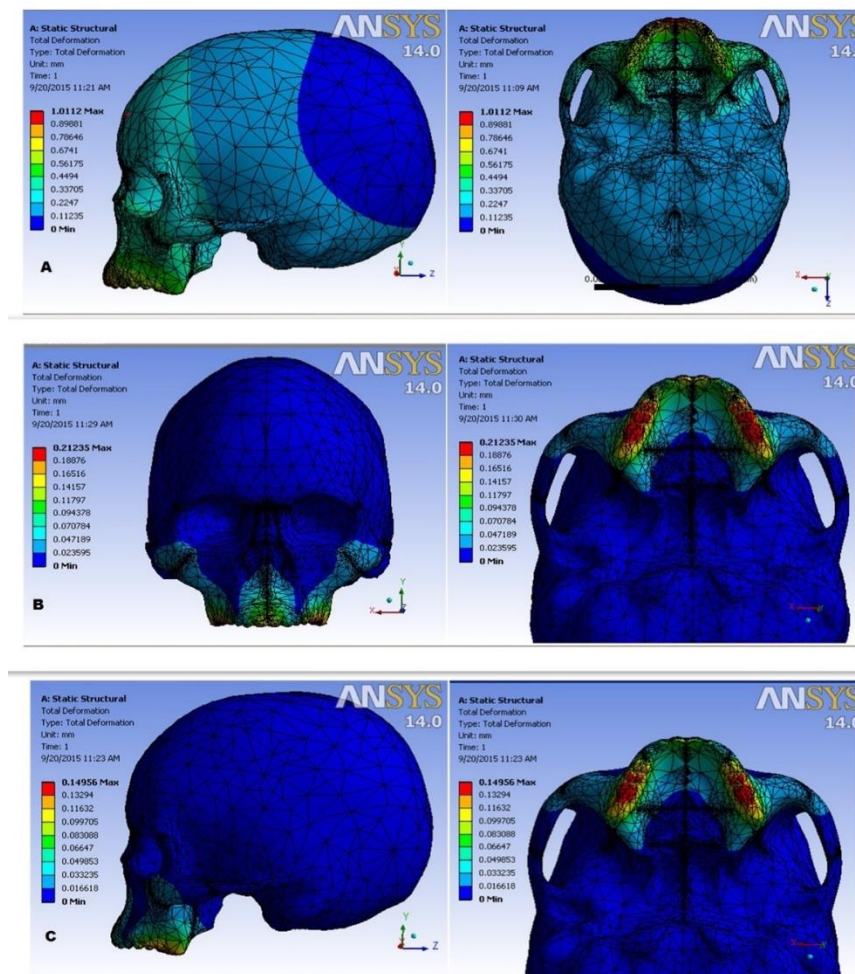 A: Static Structural
Total Deformation
Type: Total Deformation
Unit: mm
Time: 1
9/20/2015 11:21 AM
1.0112 Max
0.89881
0.78646
0.6741
0.56175
0.4494
0.33705
0.2247
0.11235
0 Min
ANSYS
14.0
A
Y
Z
A: Static Structural
Total Deformation
Type: Total Deformation
Unit: mm
Time: 1
9/20/2015 11:09 AM
1.0112 Max
0.89881
0.78646
0.6741
0.56175
0.4494
0.33705
0.2247
0.11235
0 Min
ANSYS
14.
X
Z
A: Static Structural
Total Deformation
Type: Total Deformation
Unit: mm
Time: 1
9/20/2015 11:29 AM
0.21235 Max
0.18876
0.16516
0.14157
0.11797
0.094378
0.070784
0.047189
0.023595
0 Min
ANSYS
14.0
B
Y
X
Z
A: Static Structural
Total Deformation
Type: Total Deformation
Unit: mm
Time: 1
9/20/2015 11:30 AM
0.21235 Max
0.18876
0.16516
0.14157
0.11797
0.094378
0.070784
0.047189
0.023595
0 Min
ANSYS
14.0
X
A: Static Structural
Total Deformation
Type: Total Deformation
Unit: mm
Time: 1
9/20/2015 11:23 AM
0.14956 Max
0.13294
0.11632
0.099705
0.083088
0.06647
0.049853
0.033235
0.016618
0 Min
ANSYS
14.0
C
Y
Z
A: Static Structural
Total Deformation
Type: Total Deformation
Unit: mm
Time: 1
9/20/2015 11:23 AM
0.14956 Max
0.13294
0.11632
0.099705
0.083088
0.06647
0.049853
0.033235
0.016618
0 Min
ANSYS
14.0
X